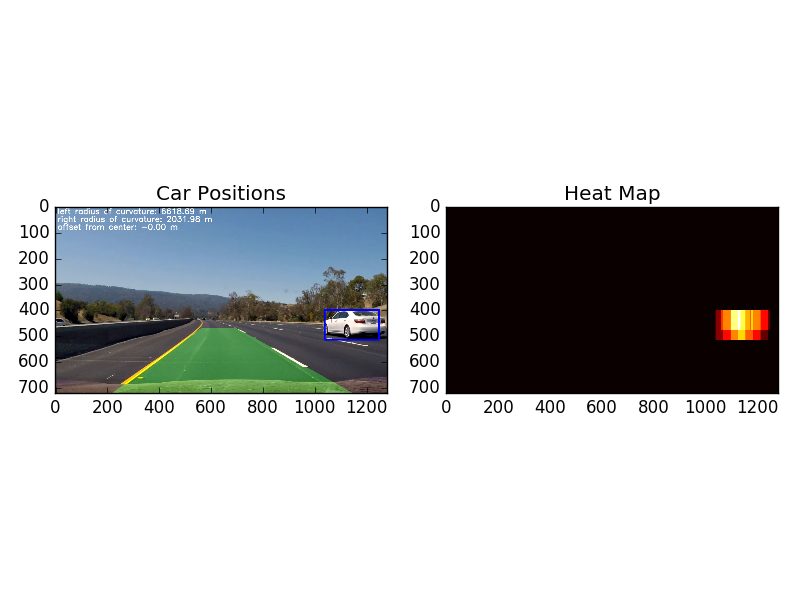 Car Positions
left radius of curvature: 6618.69 m
right radius of curvature: 2031.98 m
offset from center: -0.00 m
0
100
200
300
400
500
600
700
0 200 400 600 800 1000 1200
Heat Map
0
100
200
300
400
500
600
700
0 200 400 600 800 1000 1200